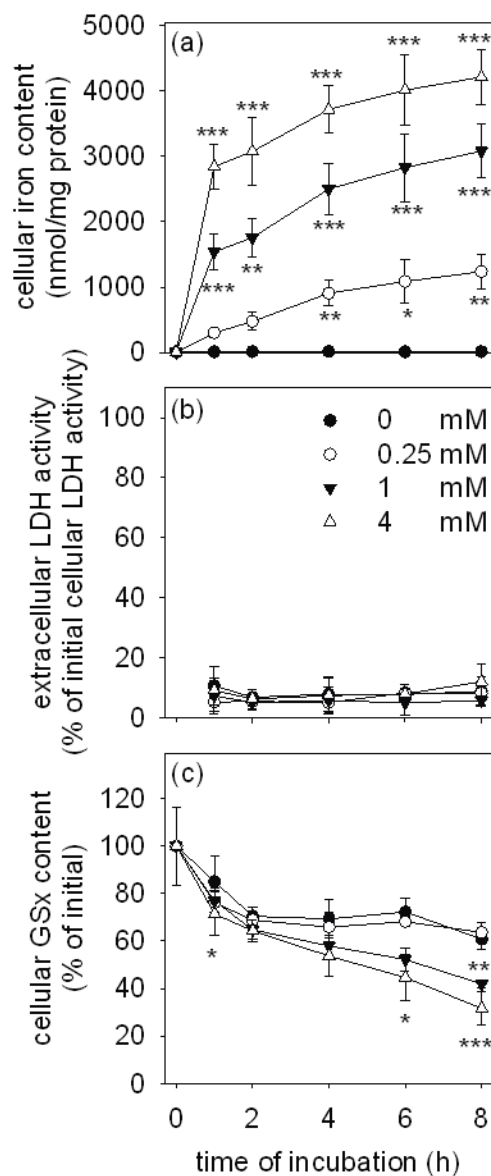 (a)
cellular iron content
(nmol/mg protein)
5000
4000
3000
2000
1000
0
*** *** *** *** ***
*** ** *** *** ***
** * **
(b)
extracellular LDH activity
(% of initial cellular LDH activity)
100
80
60
40
20
0
0 mM
0.25 mM
1 mM
4 mM
(c)
cellular GSx content
(% of initial)
120
100
80
60
40
20
0
* * ** ***
0 2 4 6 8
time of incubation (h)